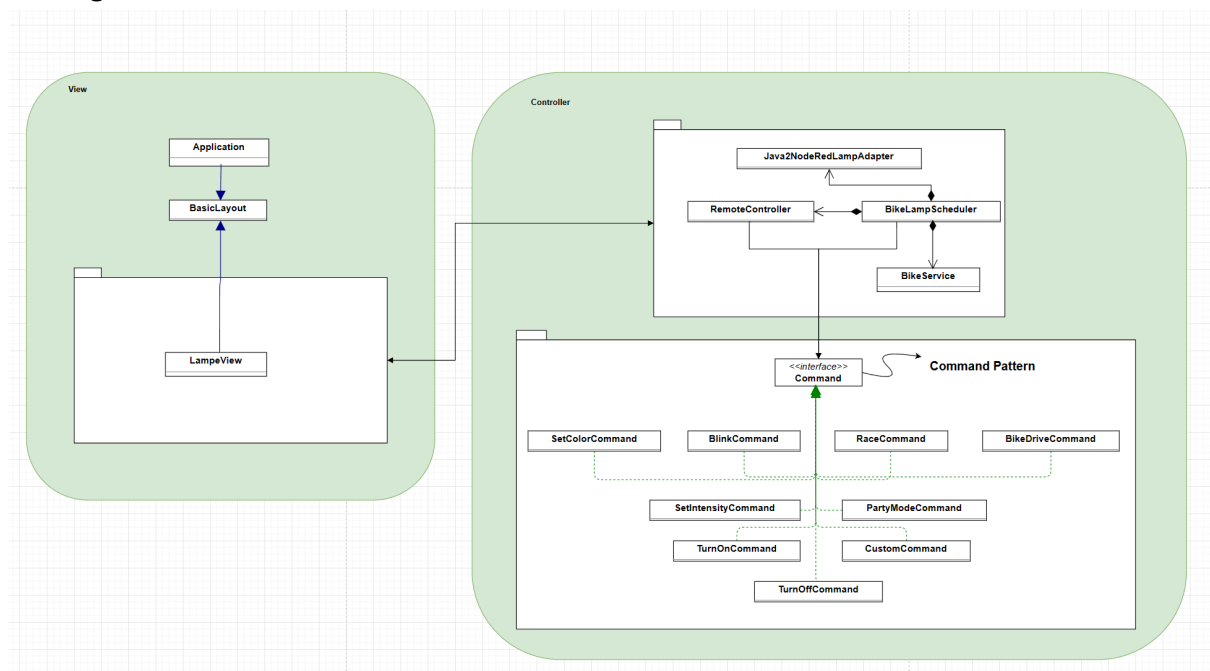 View
Controller
Application
Java2NodeRedLampAdapter
BasicLayout
RemoteController
BikeLampScheduler
BikeService
LampeView
<<interface>>
Command
Command Pattern
SetColorCommand
BlinkCommand
RaceCommand
BikeDriveCommand
SetIntensityCommand
PartyModeCommand
TurnOnCommand
CustomCommand
TurnOffCommand